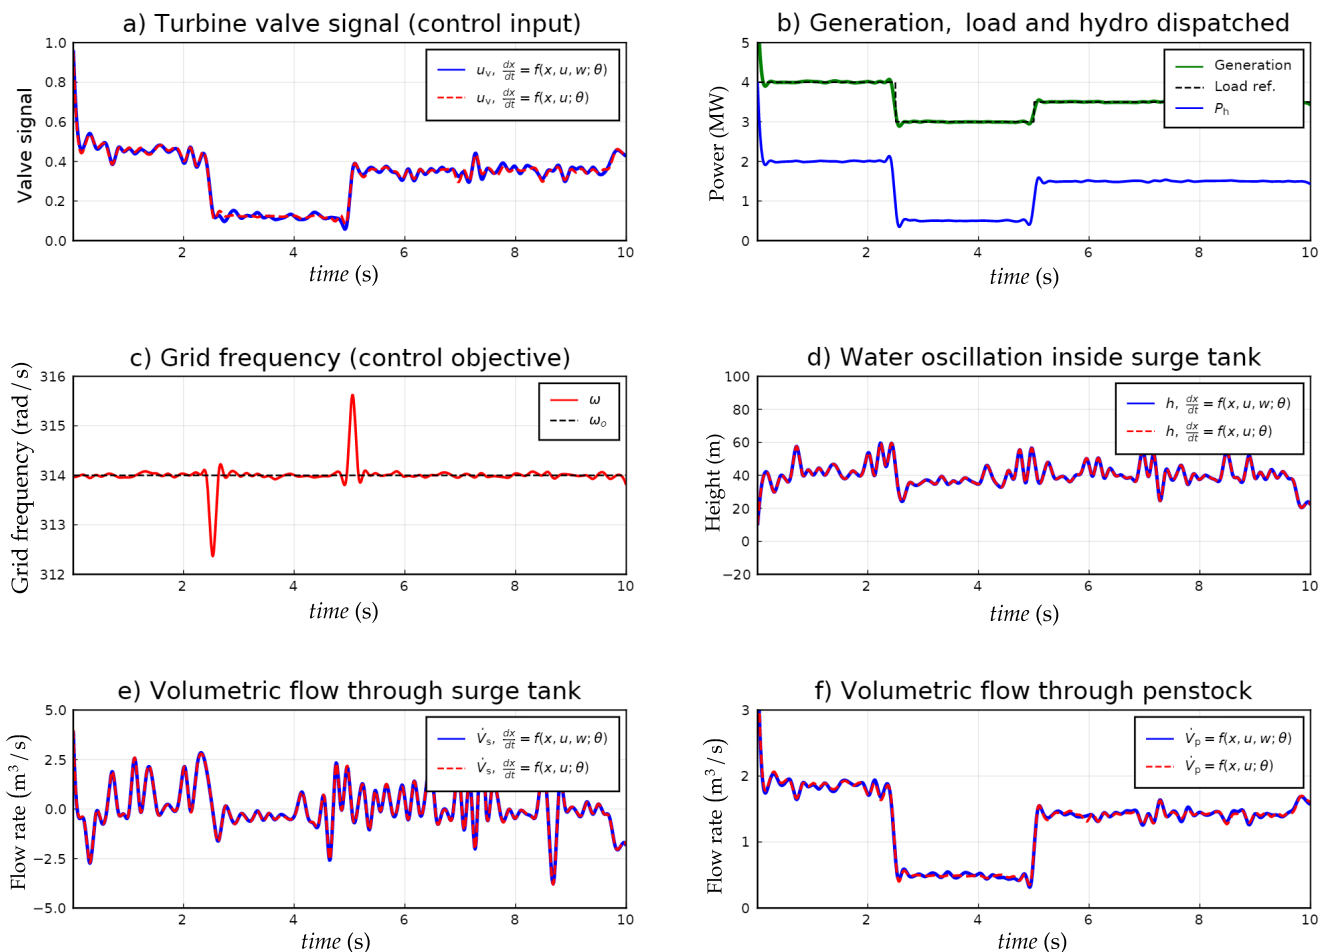 a) Turbine valve signal (control input)
Valve signal
1.0
0.8
0.6
0.4
0.2
0.0
2
4
6
8
10
time (s)
u_v, dx/dt = f(x, u, w; θ)
u_v, dx/dt = f(x, u; θ)
b) Generation, load and hydro dispatched
Power (MW)
5
4
3
2
1
0
2
4
6
8
10
time (s)
Generation
Load ref.
P_h
c) Grid frequency (control objective)
Grid frequency (rad/s)
316
315
314
313
312
2
4
6
8
10
time (s)
ω
ω_o
d) Water oscillation inside surge tank
Height (m)
100
80
60
40
20
0
−20
2
4
6
8
10
time (s)
h, dx/dt = f(x, u, w; θ)
h, dx/dt = f(x, u; θ)
e) Volumetric flow through surge tank
Flow rate (m³/s)
5.0
2.5
0.0
−2.5
−5.0
2
4
6
8
10
time (s)
V̇_s, dx/dt = f(x, u, w; θ)
V̇_s, dx/dt = f(x, u; θ)
f) Volumetric flow through penstock
Flow rate (m³/s)
3
2
1
0
2
4
6
8
10
time (s)
V̇_p = f(x, u, w; θ)
V̇_p = f(x, u; θ)